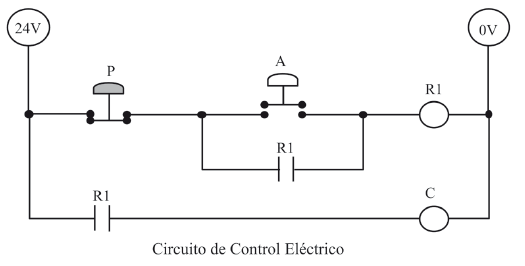 24V
0V
P
A
R1
R1
R1
C
Circuito de Control Eléctrico